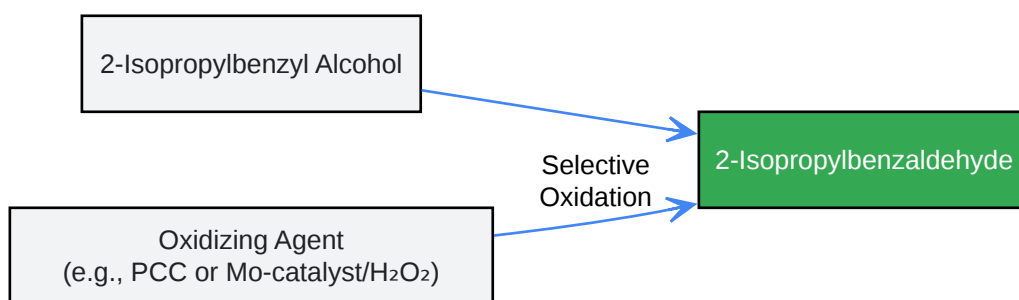 2-Isopropylbenzyl Alcohol
2-Isopropylbenzaldehyde
Selective
Oxidation
Oxidizing Agent
(e.g., PCC or Mo-catalyst/H₂O₂)